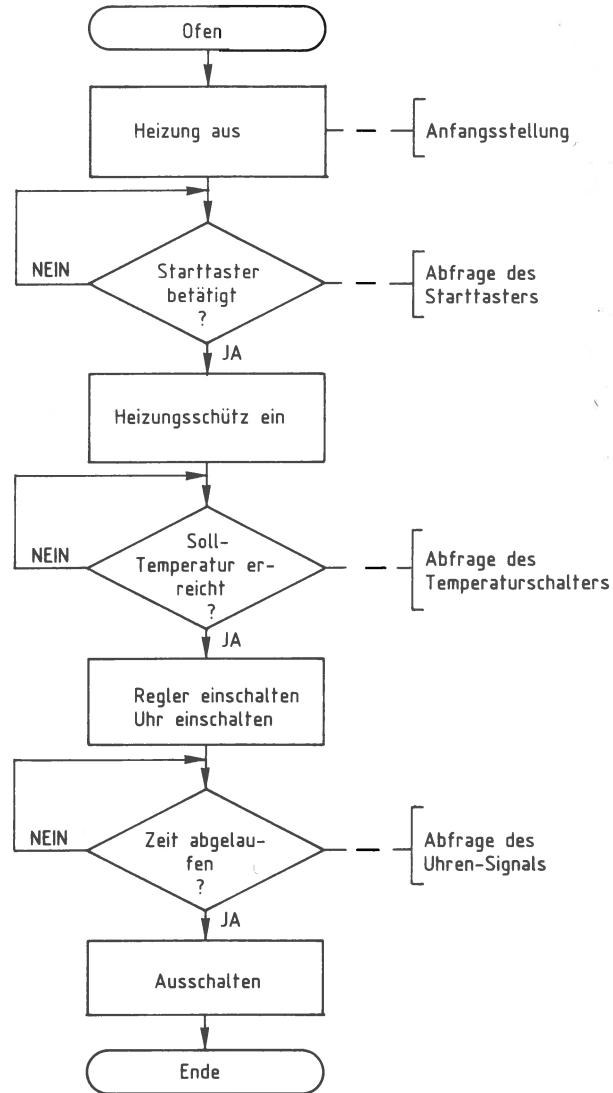 Ofen
Heizung aus
Anfangsstellung
NEIN
Starttaster
betätigt
?
Abfrage des
Starttasters
JA
Heizungsschütz ein
NEIN
Soll-
Temperatur er-
reicht
?
Abfrage des
Temperaturschalters
JA
Regler einschalten
Uhr einschalten
NEIN
Zeit abgelau-
fen
?
Abfrage des
Uhren-Signals
JA
Ausschalten
Ende